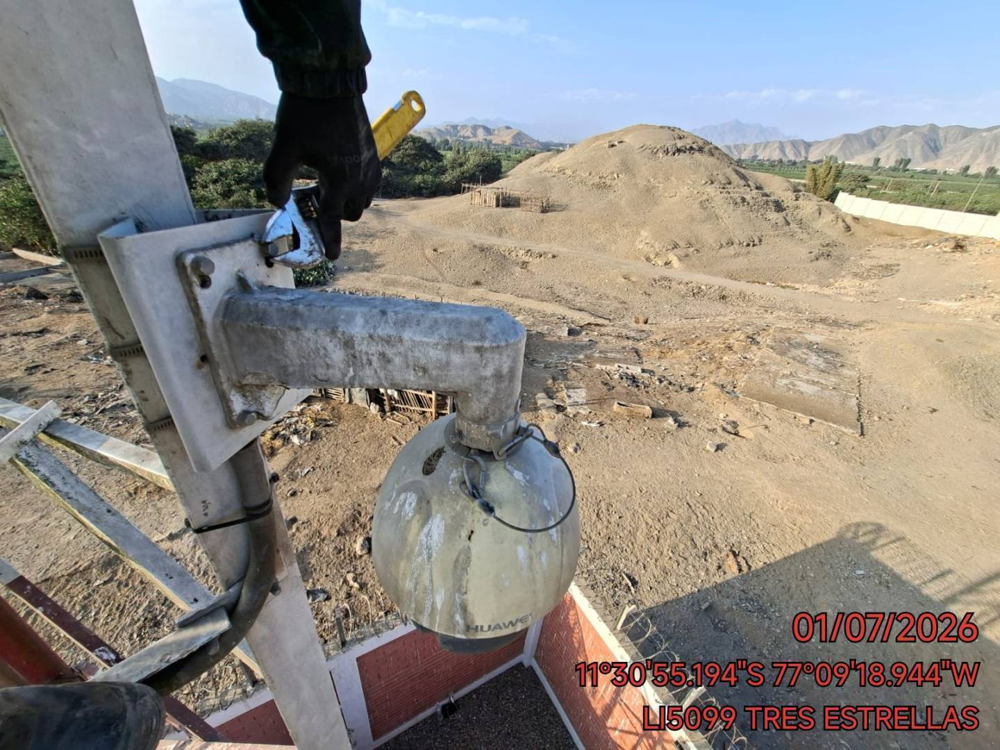 HUAWEI
01/07/2026
11°30'55.194"S 77°09'18.944"W
LI5099 TRES ESTRELLAS